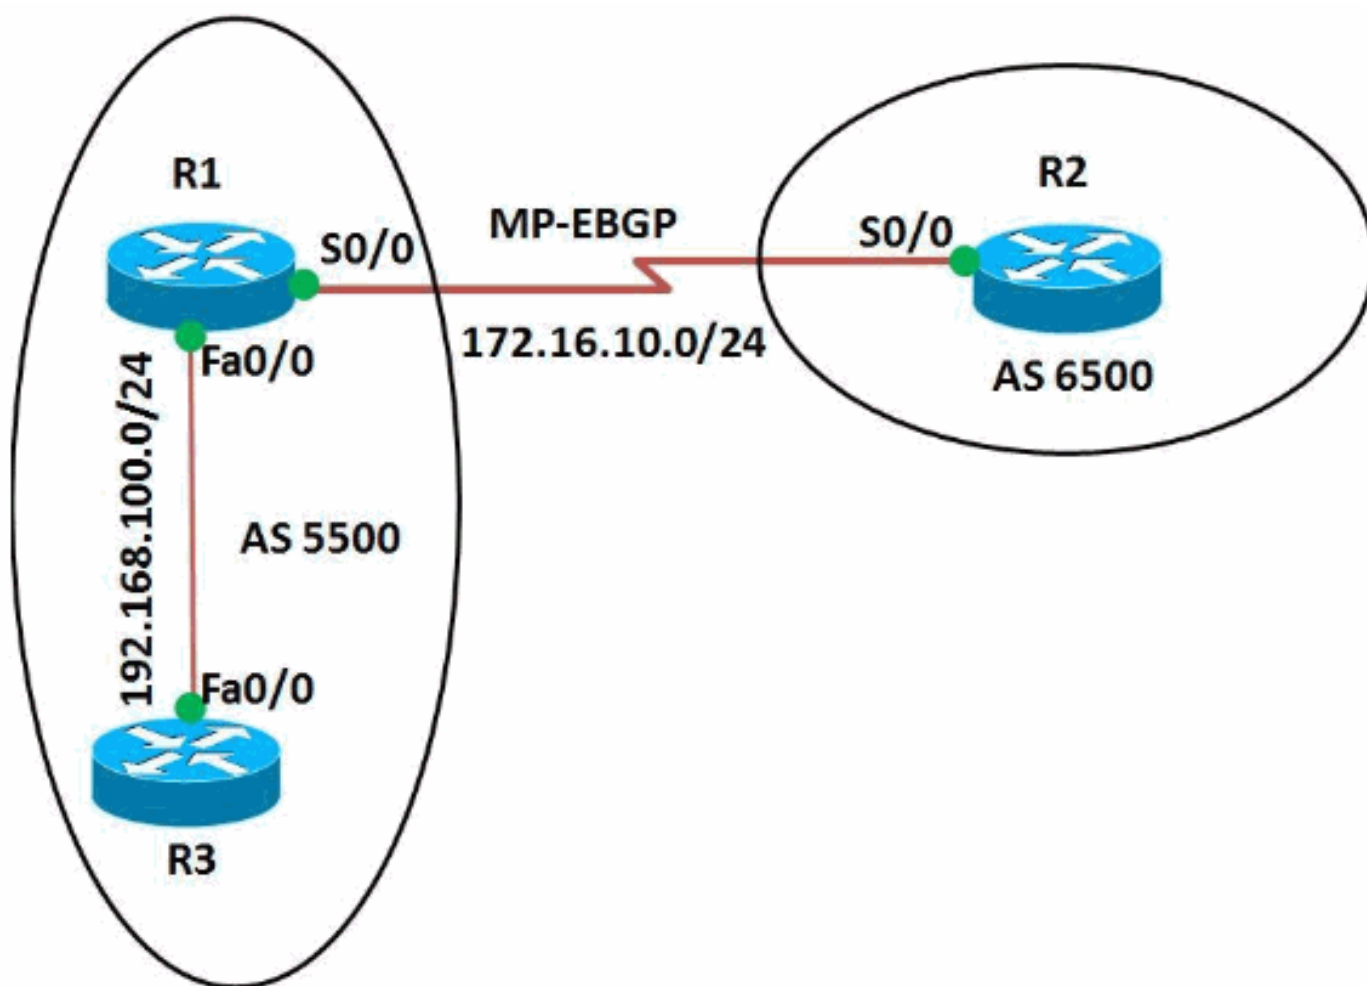 R1
R2
MP-EBGP
S0/0
S0/0
172.16.10.0/24
Fa0/0
AS 6500
192.168.100.0/24
AS 5500
Fa0/0
R3